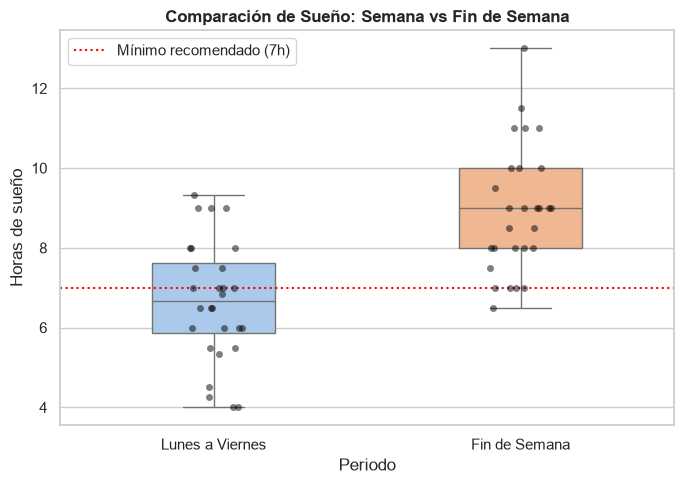 Comparación de Sueño: Semana vs Fin de Semana
Mínimo recomendado (7h)
Horas de sueño
12
10
8
6
4
Lunes a Viernes
Fin de Semana
Periodo